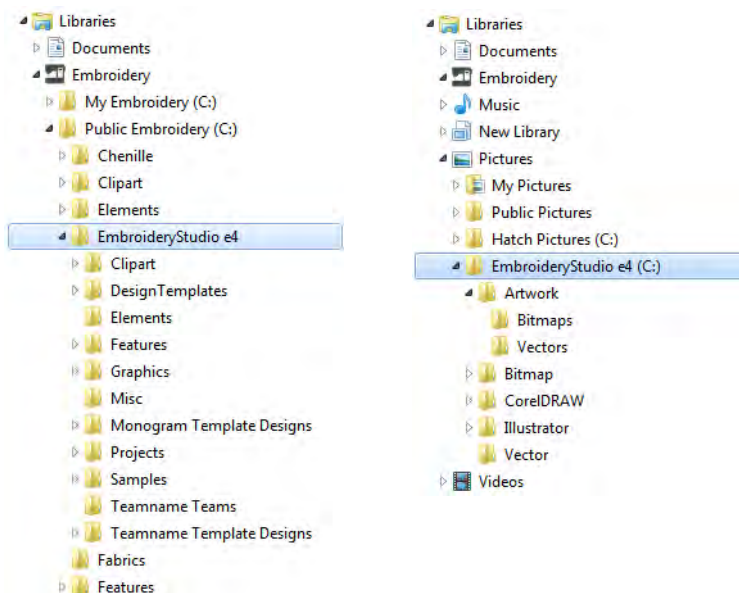 Libraries
Documents
Embroidery
My Embroidery (C:)
Public Embroidery (C:)
Chenille
Clipart
Elements
EmbroideryStudio e4
Clipart
DesignTemplates
Elements
Features
Graphics
Misc
Monogram Template Designs
Projects
Samples
Teamname Teams
Teamname Template Designs
Fabrics
Features
Libraries
Documents
Embroidery
Music
New Library
Pictures
My Pictures
Public Pictures
Hatch Pictures (C:)
EmbroideryStudio e4 (C:)
Artwork
Bitmaps
Vectors
Bitmap
CorelDRAW
Illustrator
Vector
Videos